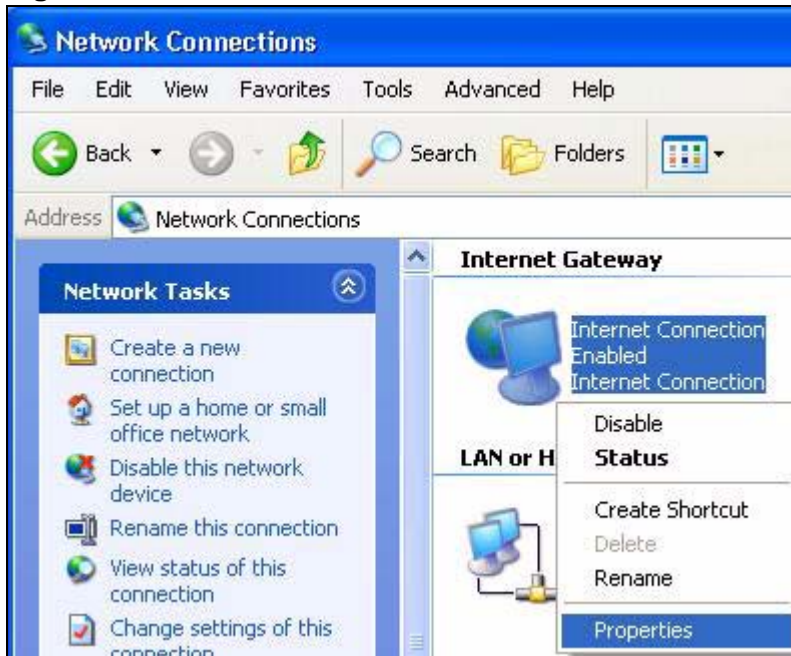 Network Connections
File Edit View Favorites Tools Advanced Help
Back Search Folders
Address Network Connections
Network Tasks
Create a new
connection
Set up a home or small
office network
Disable this network
device
Rename this connection
View status of this
connection
Change settings of this
connection
Internet Gateway
Internet Connection
Enabled
Internet Connection
LAN or H
Disable
Status
Create Shortcut
Delete
Rename
Properties